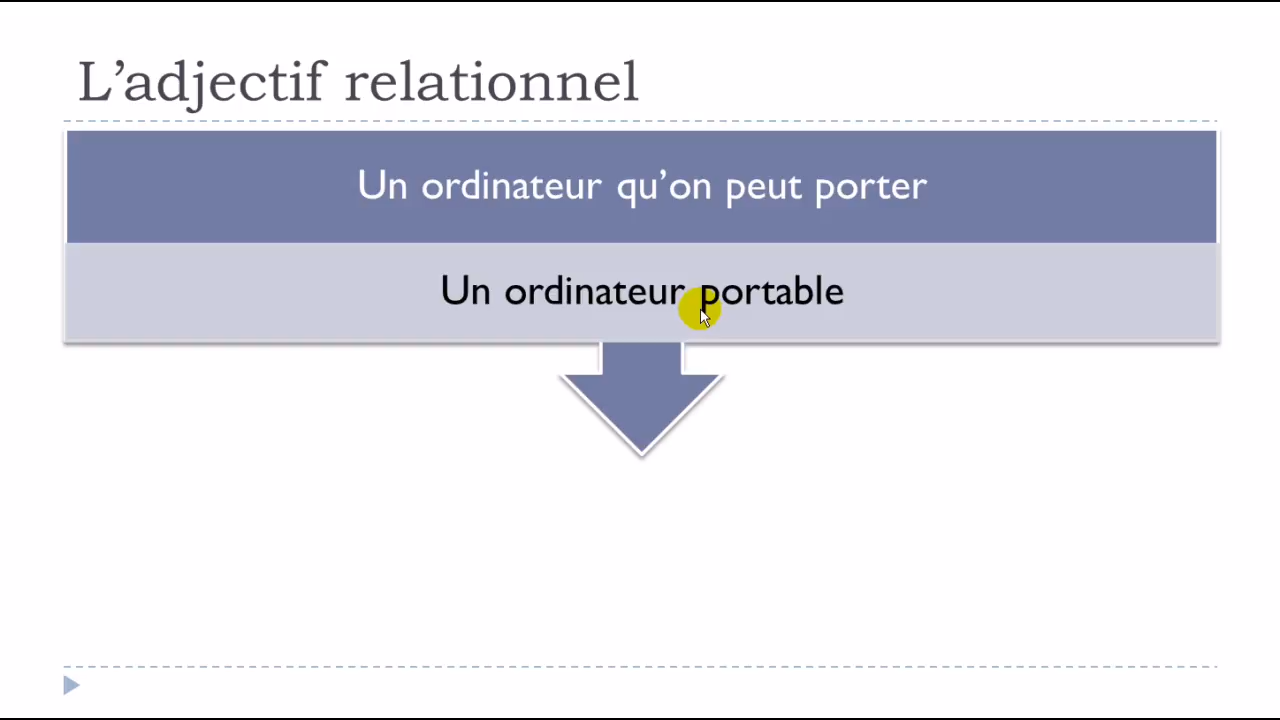 L’adjectif relationnel
Un ordinateur qu’on peut porter
Un ordinateur portable